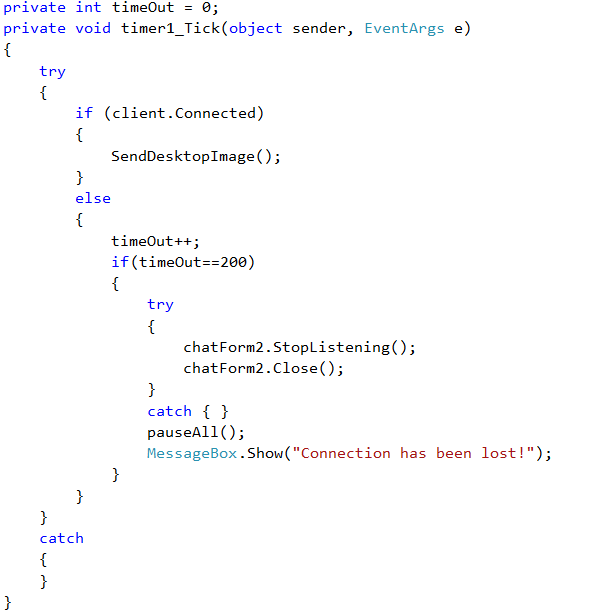 private int timeOut = 0;
private void timer1_Tick(object sender, EventArgs e)
{
    try
    {
        if (client.Connected)
        {
            SendDesktopImage();
        }
        else
        {
            timeOut++;
            if(timeOut==200)
            {
                try
                {
                    chatForm2.StopListening();
                    chatForm2.Close();
                }
                catch { }
                pauseAll();
                MessageBox.Show("Connection has been lost!");
            }
        }
    }
    catch
    {
    }
}